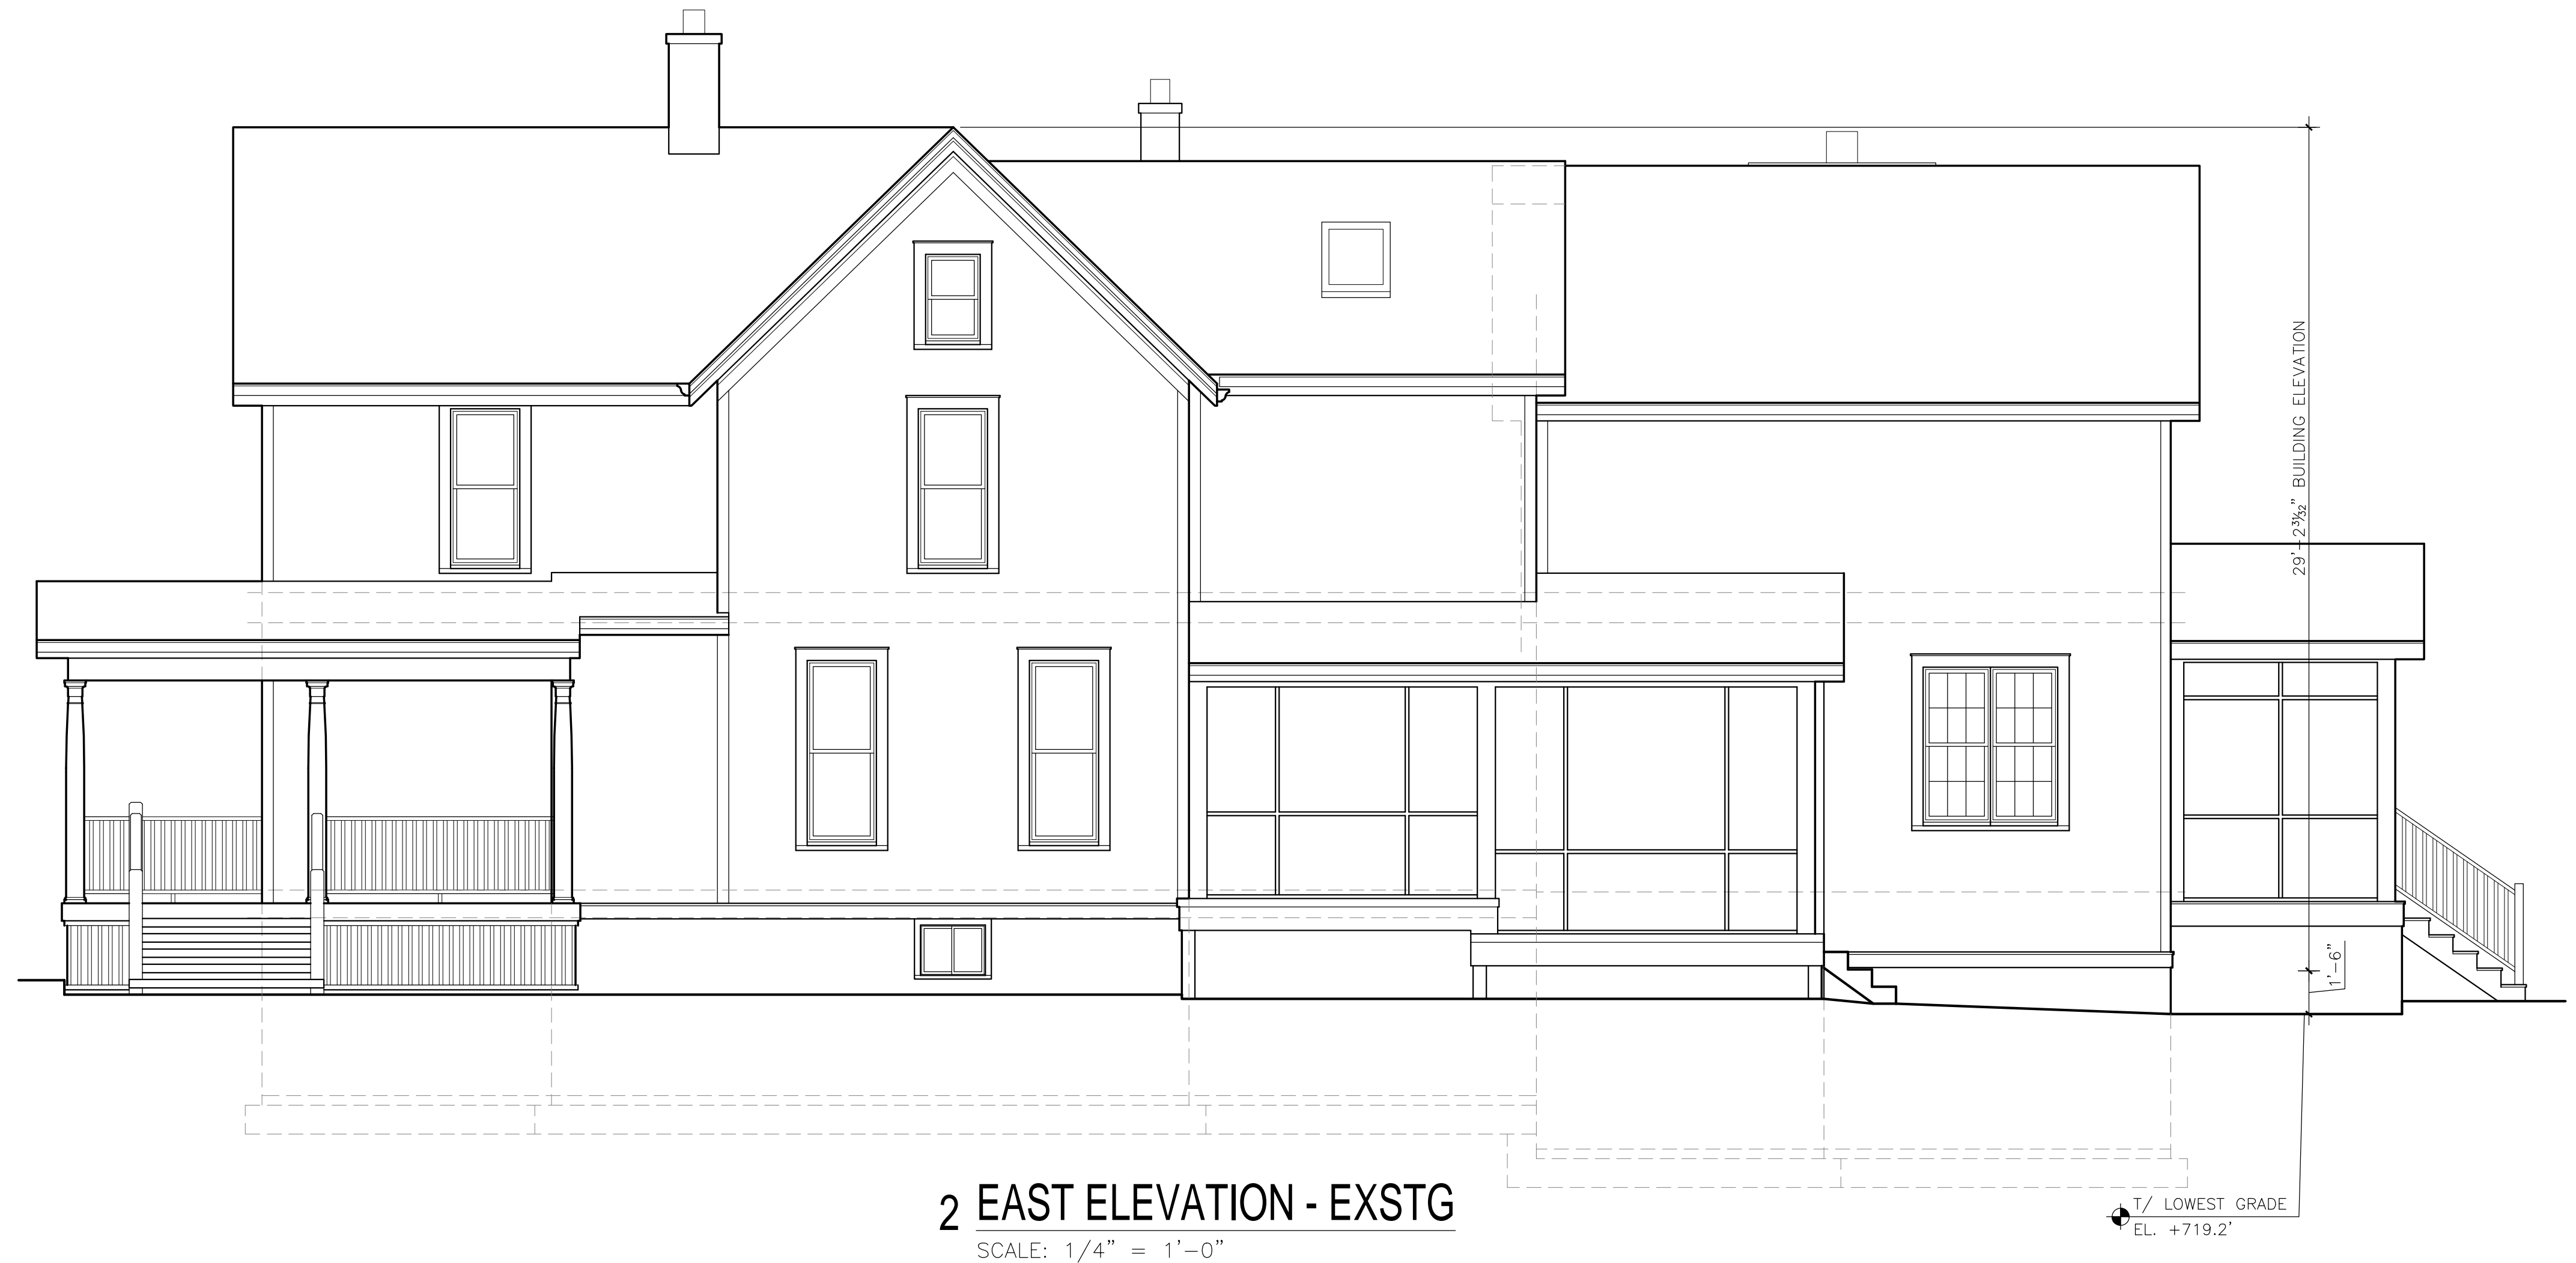 29'-2 31/32" BUILDING ELEVATION
1'-6"
2 EAST ELEVATION - EXSTG
SCALE: 1/4" = 1'-0"
T/ LOWEST GRADE
EL. +719.2'